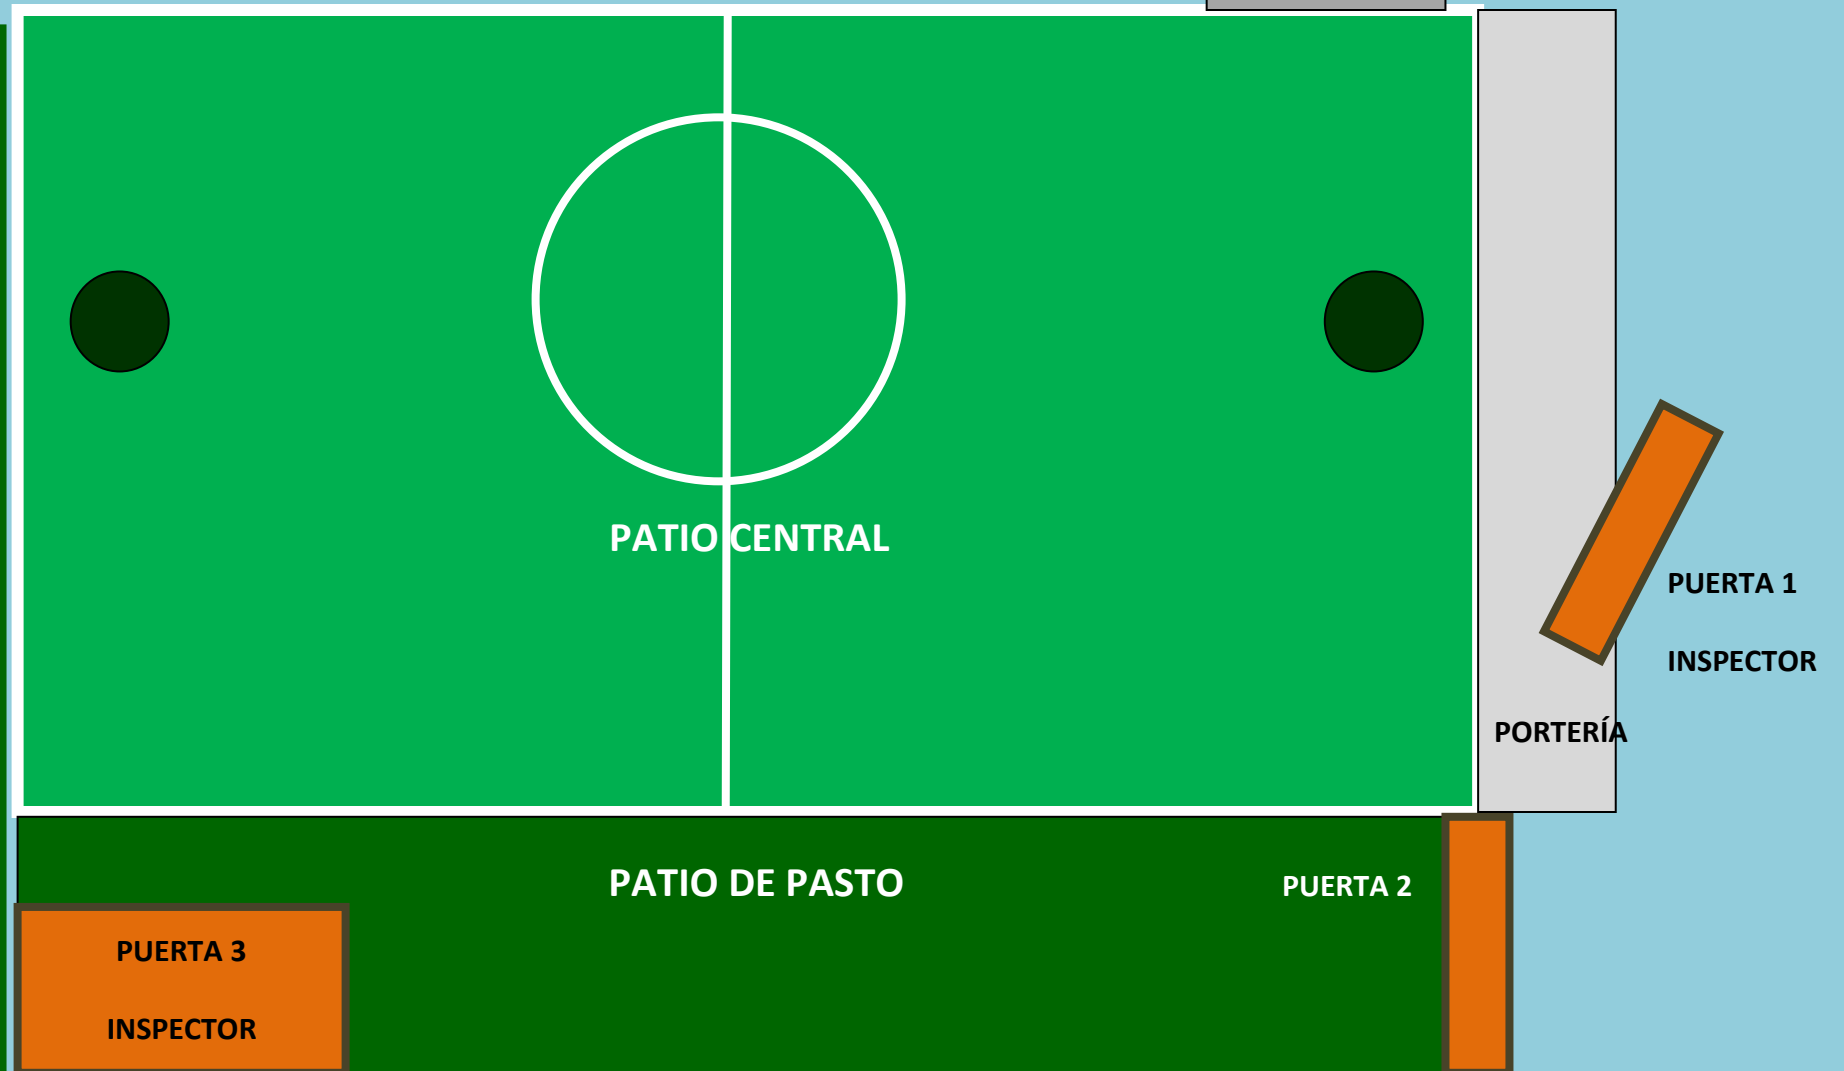 PATIO CENTRAL
PUERTA 1
INSPECTOR
PORTERÍA
PATIO DE PASTO
PUERTA 2
PUERTA 3
INSPECTOR